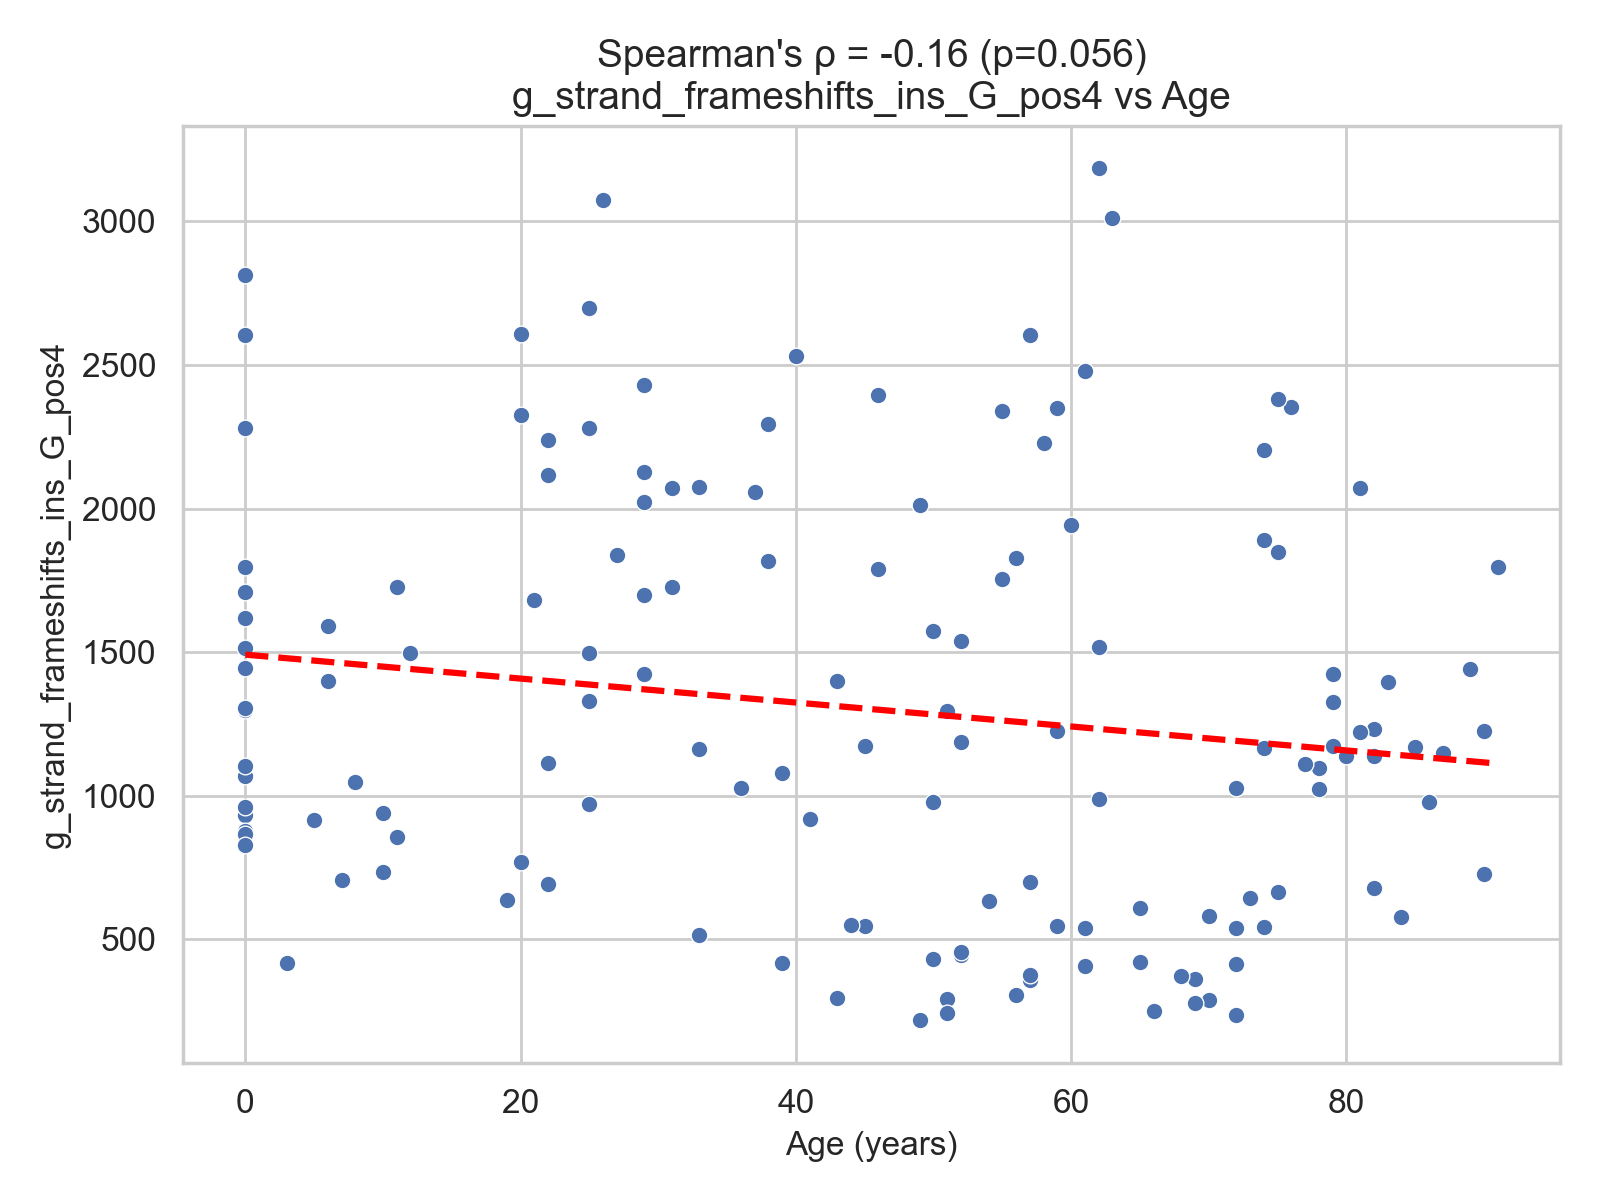 Spearman's ρ = -0.16 (p=0.056)
g_strand_frameshifts_ins_G_pos4 vs Age
g_strand_frameshifts_ins_G_pos4
3000
2500
2000
1500
1000
500
0
20
40
60
80
Age (years)